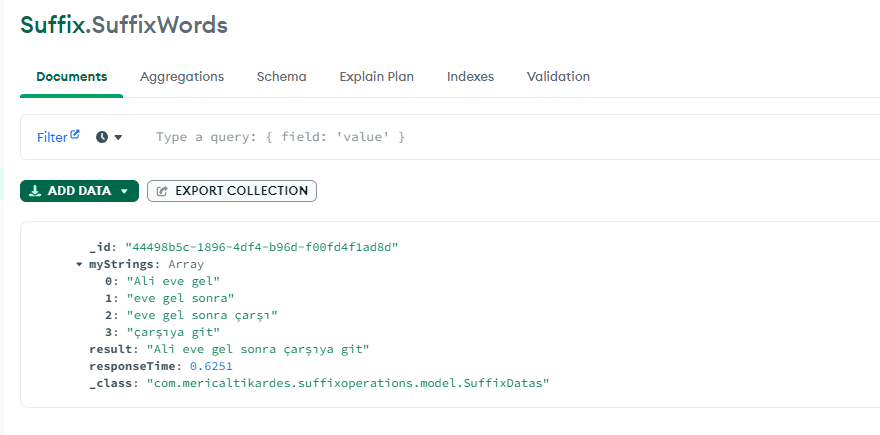 Suffix.SuffixWords
Documents Aggregations Schema Explain Plan Indexes Validation
Filter Type a query: { field: 'value' }
ADD DATA EXPORT COLLECTION
_id: "44498b5c-1896-4df4-b96d-f00fd4f1ad8d"
myStrings: Array
0: "Ali eve gel"
1: "eve gel sonra"
2: "eve gel sonra çarşı"
3: "çarşıya git"
result: "Ali eve gel sonra çarşıya git"
responseTime: 0.6251
_class: "com.mericaltikardes.suffixoperations.model.SuffixDatas"